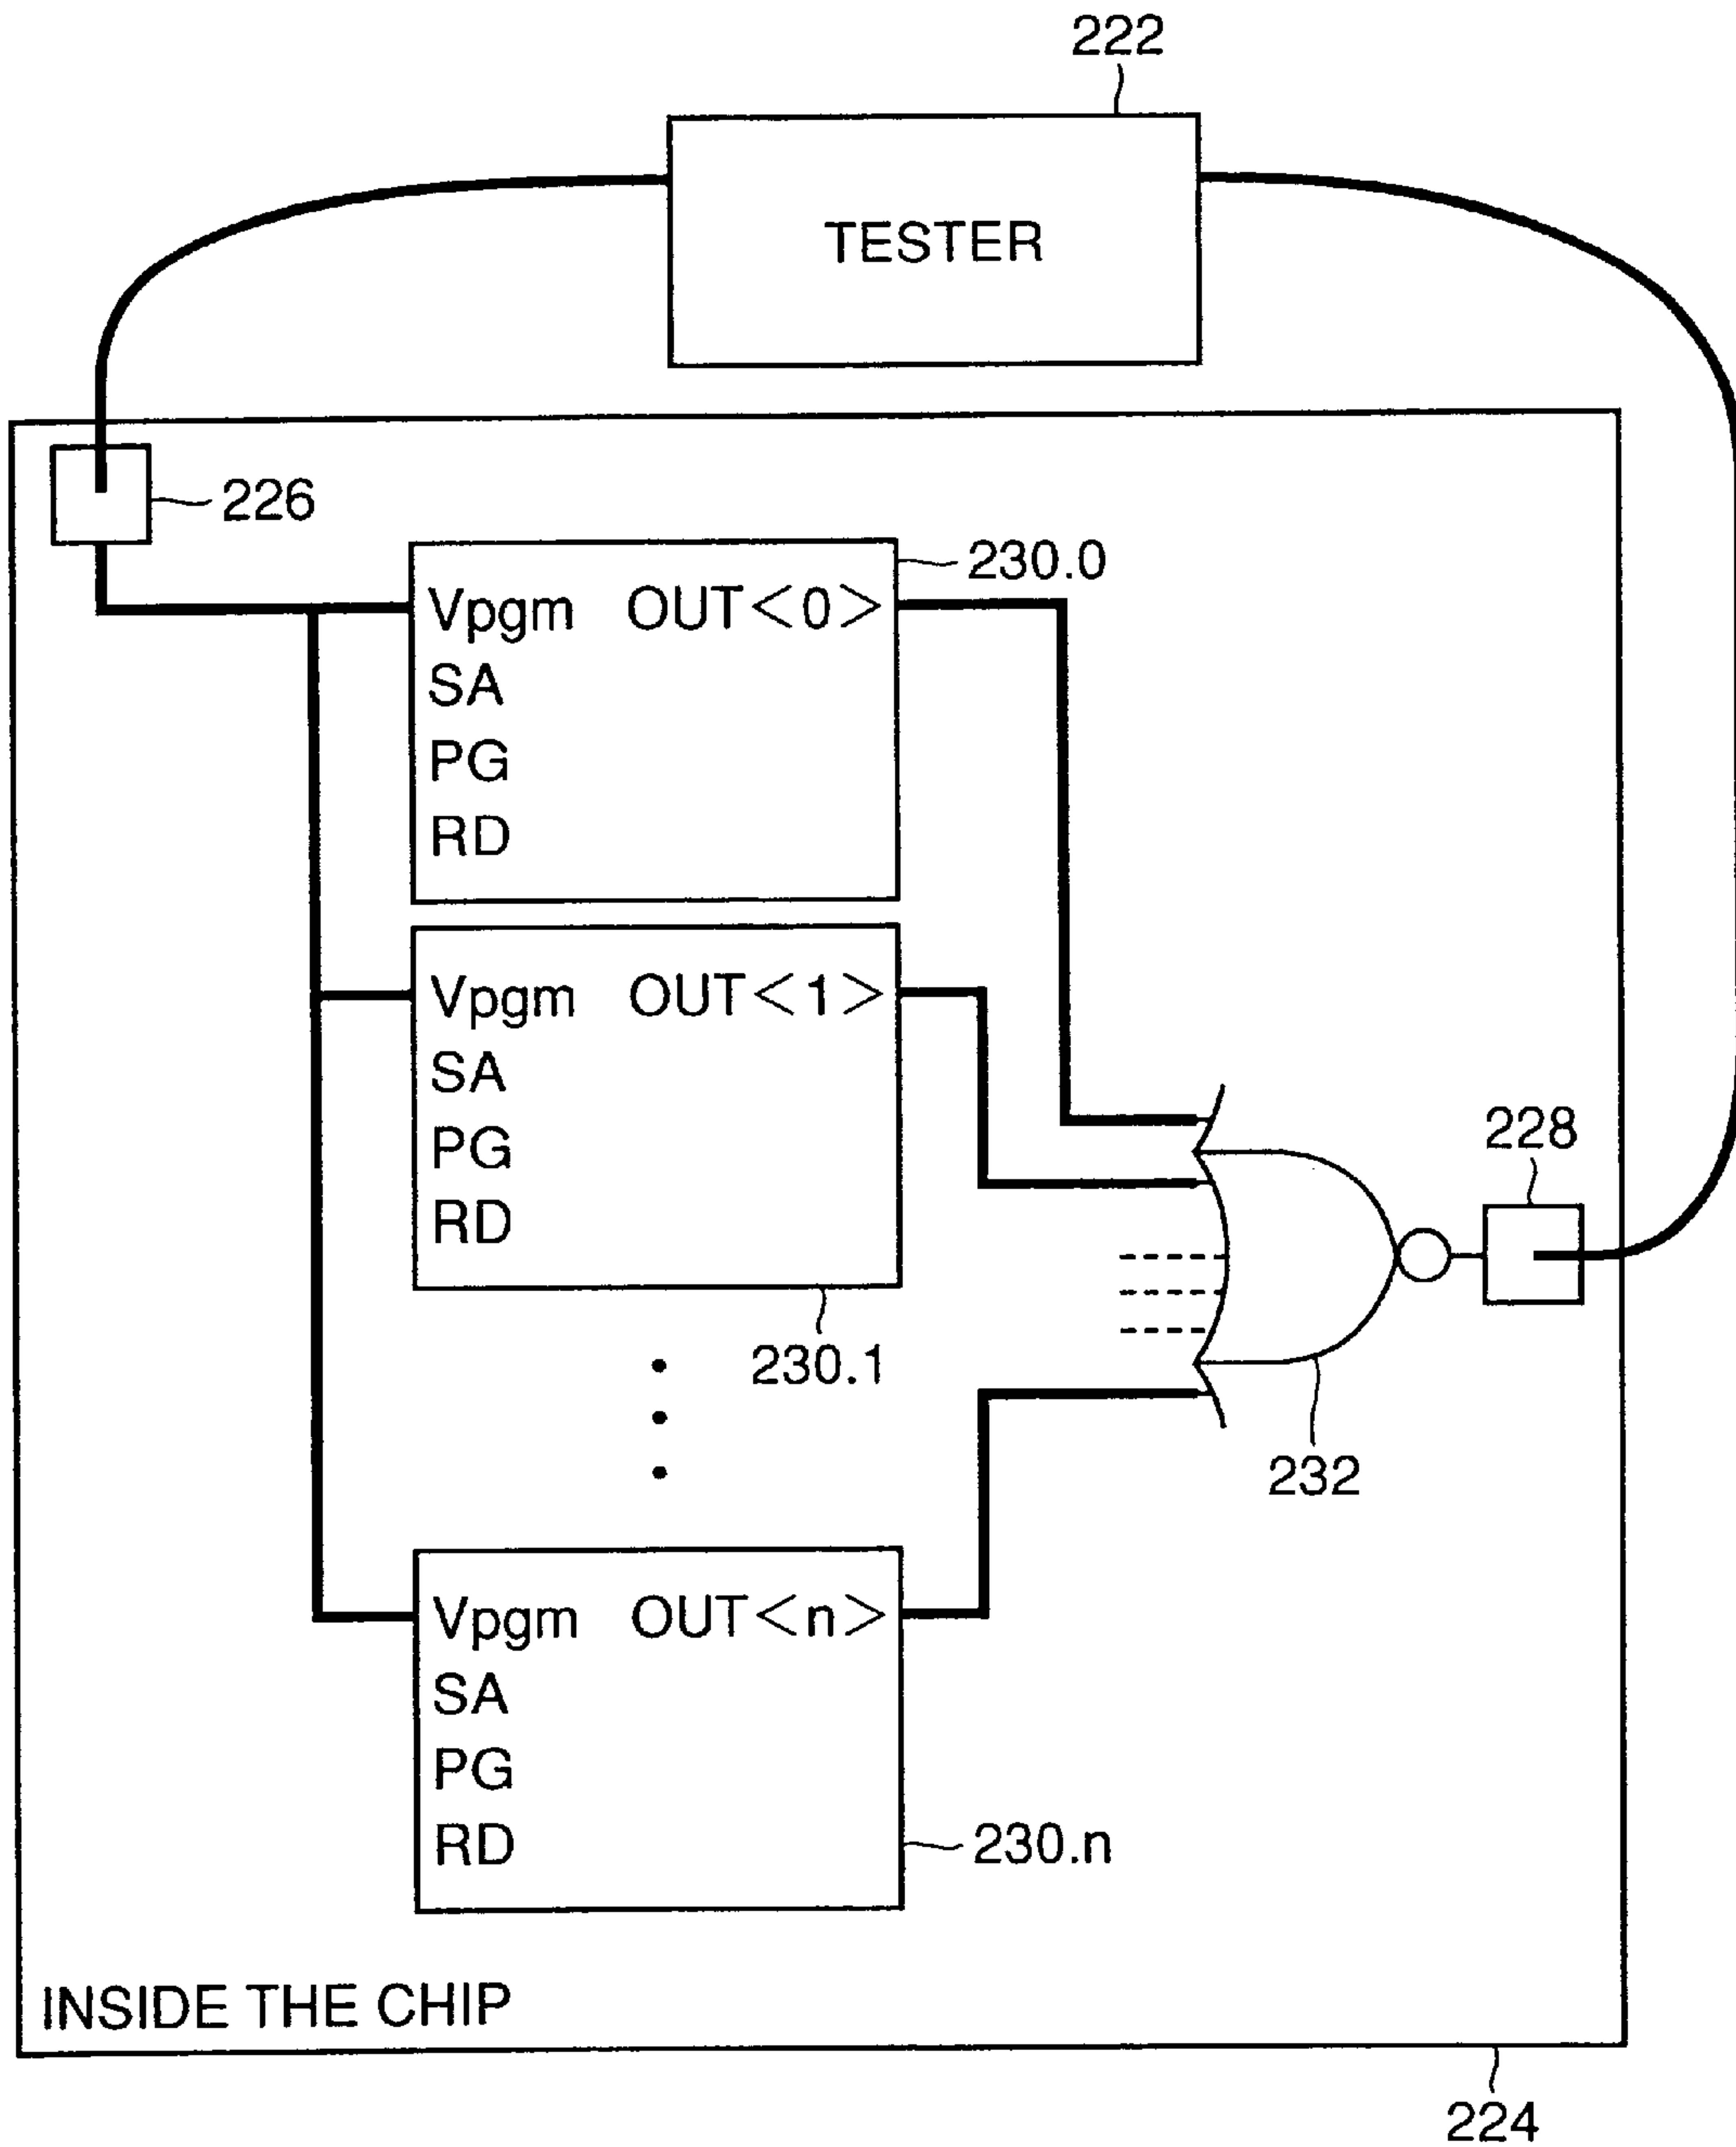 222
TESTER
226
230.0
Vpgm OUT<0>
SA
PG
RD
Vpgm OUT<1>
SA
PG
RD
230.1
228
232
Vpgm OUT<n>
SA
PG
RD
230.n
INSIDE THE CHIP
224